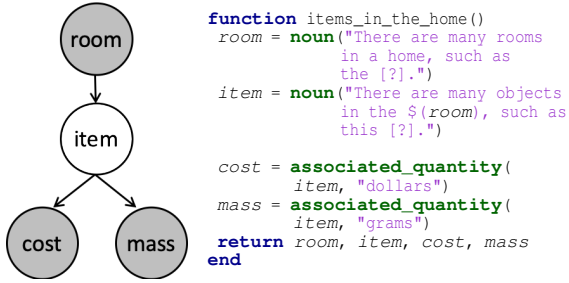 room
item
cost
mass
function items_in_the_home()
room = noun("There are many rooms
in a home, such as
the [?].")
item = noun("There are many objects
in the $(room), such as
this [?].")
cost = associated_quantity(
item, "dollars")
mass = associated_quantity(
item, "grams")
return room, item, cost, mass
end